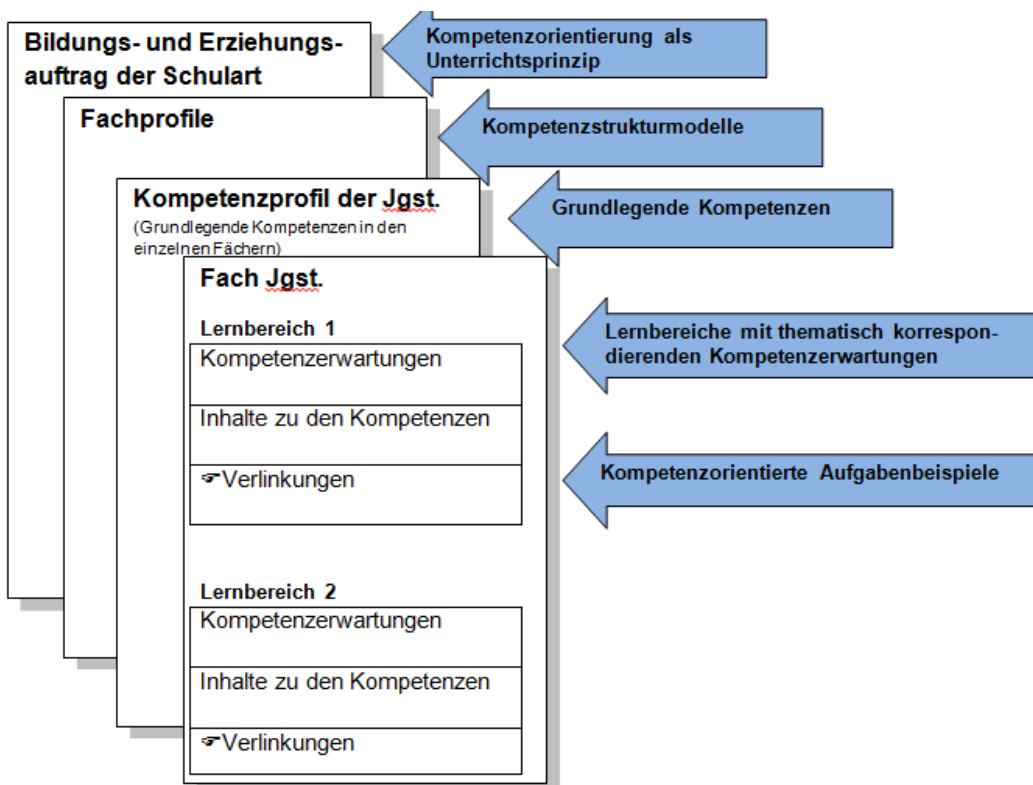 Bildungs- und Erziehungs-
auftrag der Schulart
Kompetenzorientierung als
Unterrichtsprinzip
Fachprofile
Kompetenzstrukturmodelle
Kompetenzprofil der Jgst.
(Grundlegende Kompetenzen in den
einzelnen Fächern)
Grundlegende Kompetenzen
Fach Jgst.
Lernbereich 1
Kompetenzerwartungen
Inhalte zu den Kompetenzen
☞Verlinkungen
Lernbereiche mit thematisch korrespon-
dierenden Kompetenzerwartungen
Kompetenzorientierte Aufgabenbeispiele
Lernbereich 2
Kompetenzerwartungen
Inhalte zu den Kompetenzen
☞Verlinkungen